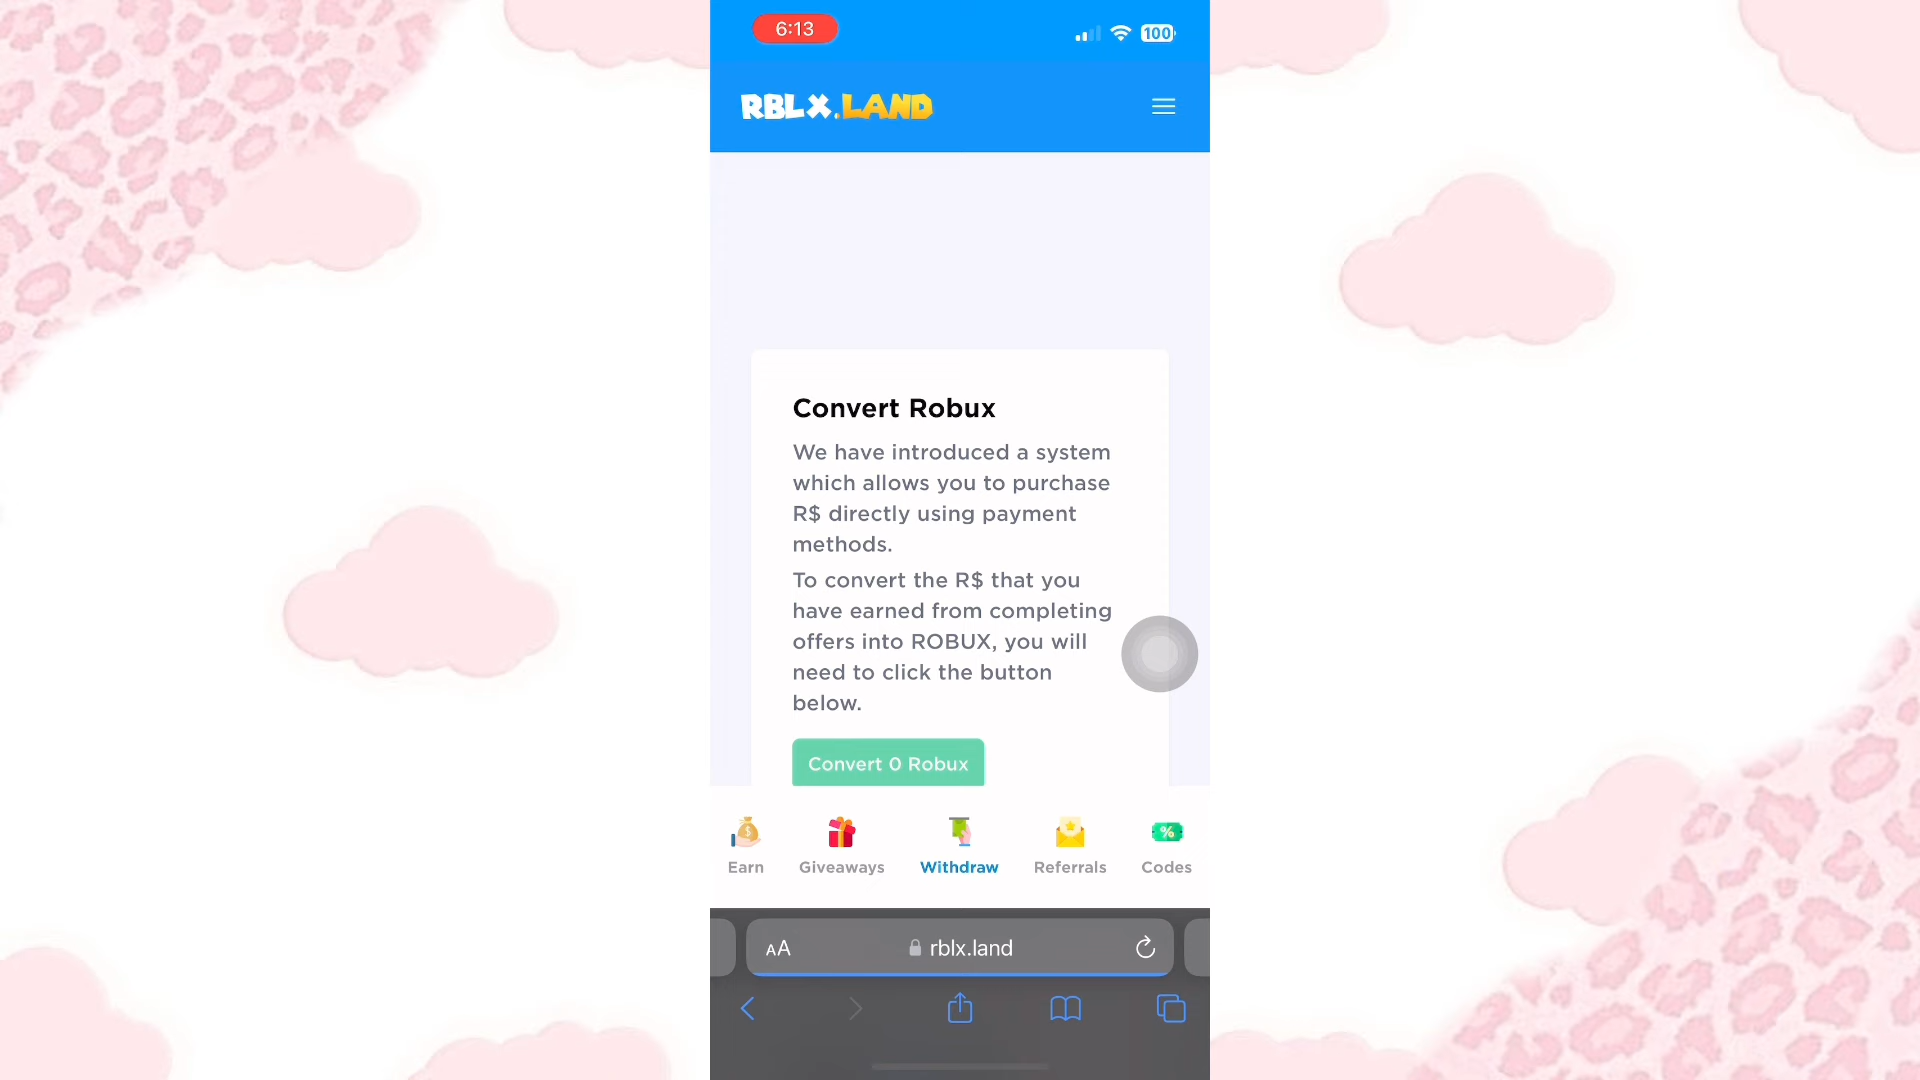 6:13
100
RBLX.LAND
Convert Robux
We have introduced a system
which allows you to purchase
R$ directly using payment
methods.
To convert the R$ that you
have earned from completing
offers into ROBUX, you will
need to click the button
below.
Convert 0 Robux
Earn Giveaways Withdraw Referrals Codes
AA rblx.land